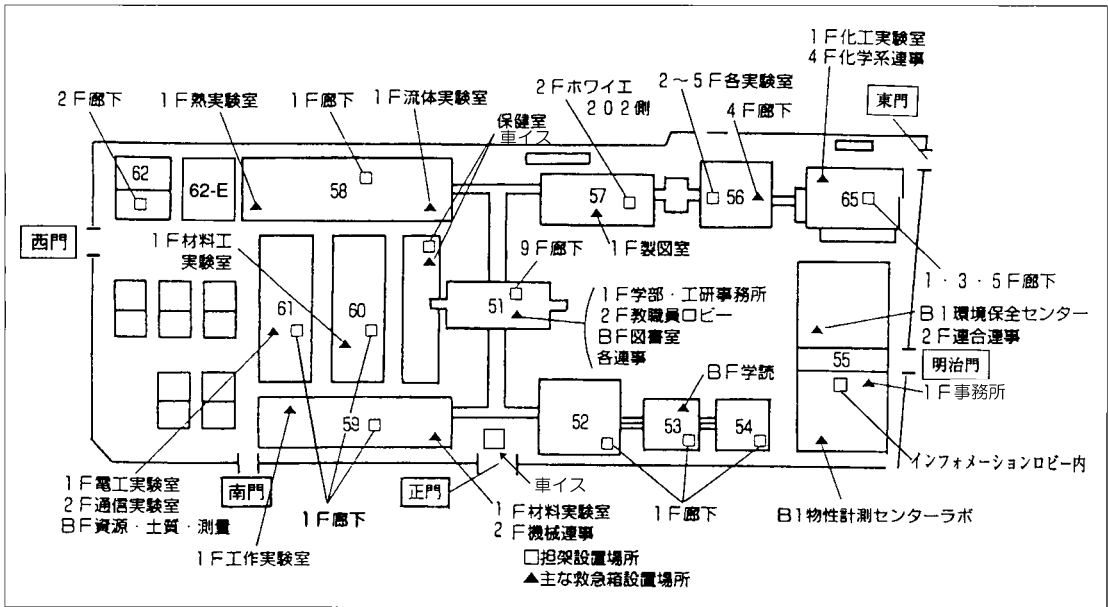 1F化工実験室
4F化学系連事
2F廊下
1F熱実験室
1F廊下
1F流体実験室
保健室
車イス
2Fホワイエ
202側
2～5F各実験室
4F廊下
東門
62
62-E
58
57
56
65
西門
1F材料工
実験室
1F製図室
9F廊下
1・3・5F廊下
61
60
51
1F学部・工研事務所
2F教職員ロビー
BF図書室
各連事
B1環境保全センター
2F連合連事
55
明治門
BF学読
1F事務所
59
52
53
54
インフォメーションロビー内
1F電工実験室
2F通信実験室
BF資源・土質・測量
南門
正門
車イス
1F廊下
1F材料実験室
2F機械連事
1F廊下
B1物性計測センターラボ
1F工作実験室
□担架設置場所
▲主な救急箱設置場所